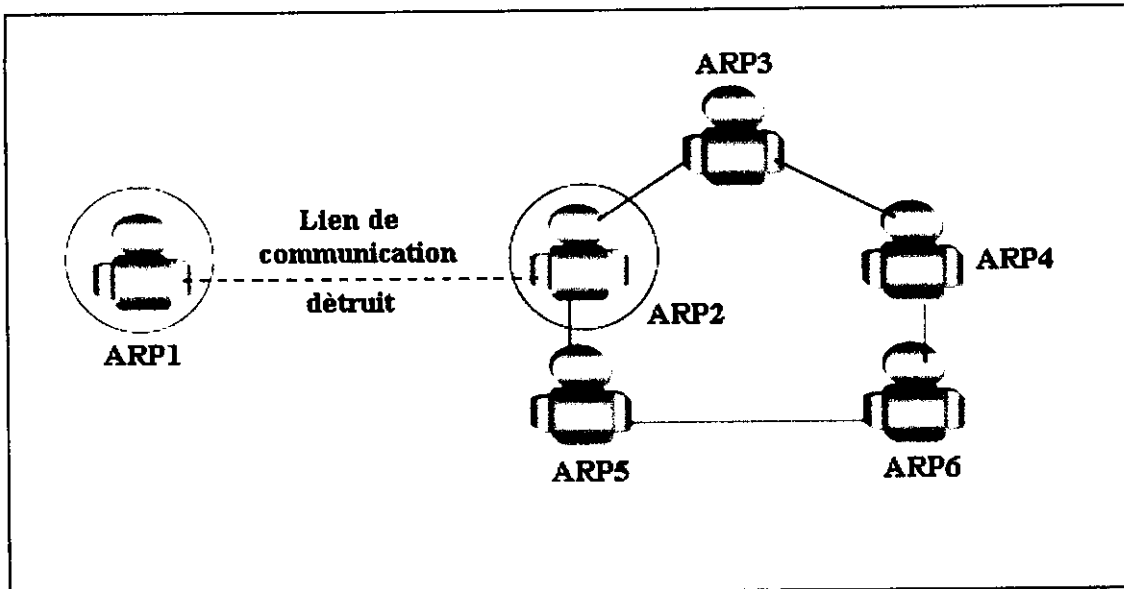 ARP3
Lien de
communication
dètruit
ARP4
ARP2
ARP1
ARP5
ARP6